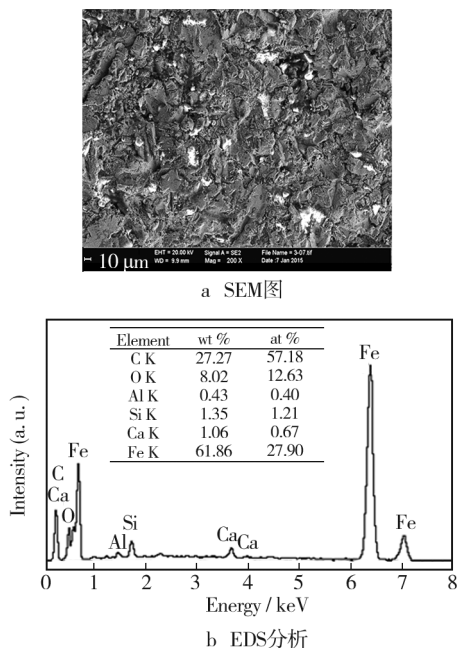 10 μm
EHT = 20.00 kV Signal A = SE2 File Name = 3-07.tif
WD = 9.9 mm Mag = 200 X Date :7 Jan 2015
a SEM图
Element wt % at %
C K 27.27 57.18
O K 8.02 12.63
Al K 0.43 0.40
Si K 1.35 1.21
Ca K 1.06 0.67
Fe K 61.86 27.90
Intensity (a. u.)
Fe
Fe
C
Ca
O
Al
Si
Ca
Ca
Fe
0 1 2 3 4 5 6 7 8
Energy / keV
b EDS分析